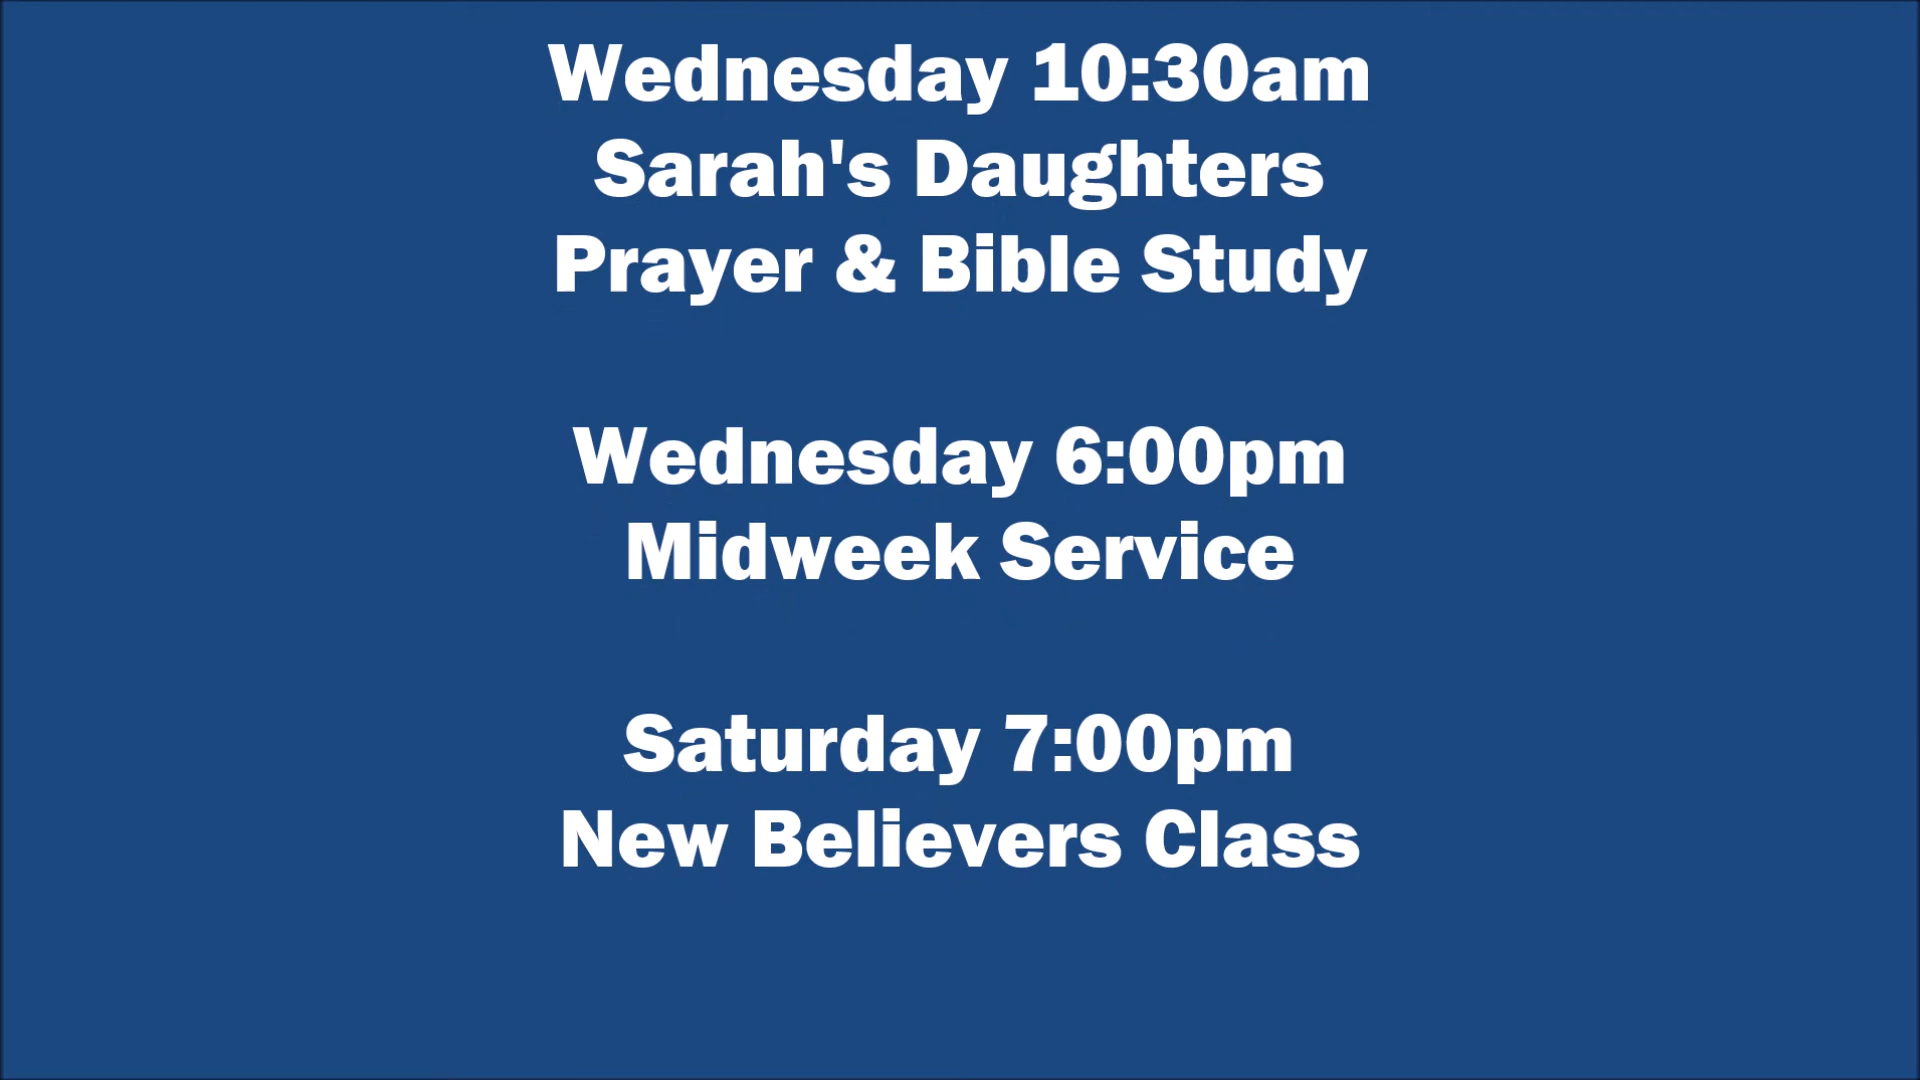 Wednesday 10:30am
Sarah's Daughters
Prayer & Bible Study
Wednesday 6:00pm
Midweek Service
Saturday 7:00pm
New Believers Class